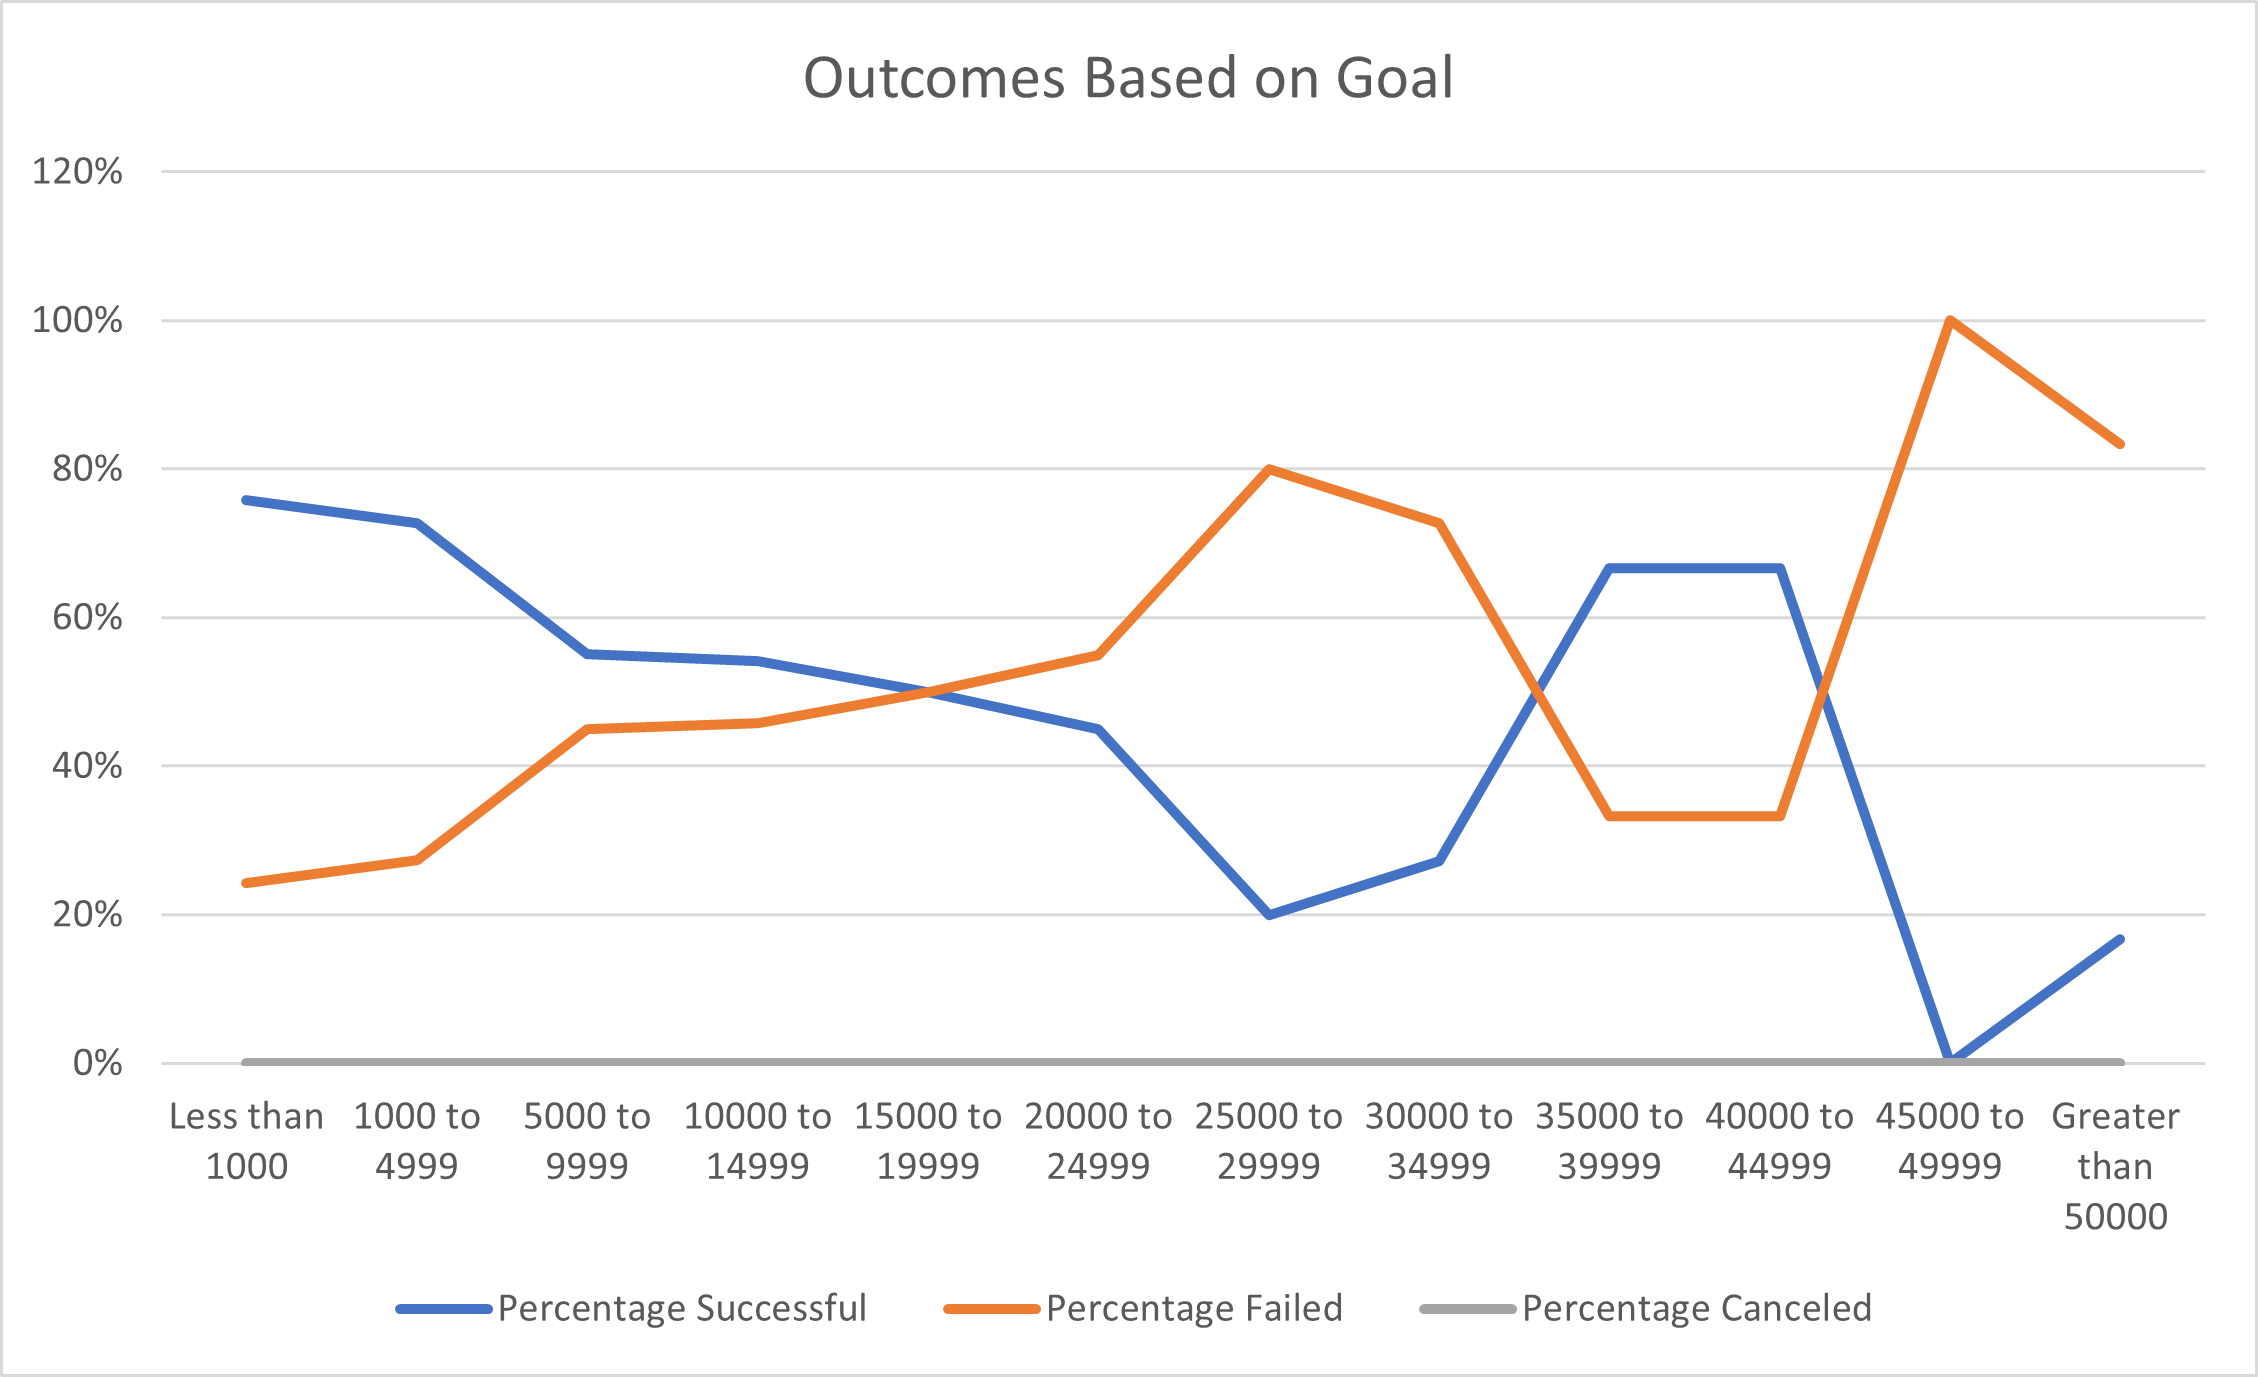 Outcomes Based on Goal
120%
100%
80%
60%
40%
20%
0%
Less than 1000 to 5000 to 10000 to 15000 to 20000 to 25000 to 30000 to 35000 to 40000 to 45000 to Greater
1000 4999 9999 14999 19999 24999 29999 34999 39999 44999 49999 than
50000
Percentage Successful Percentage Failed Percentage Canceled